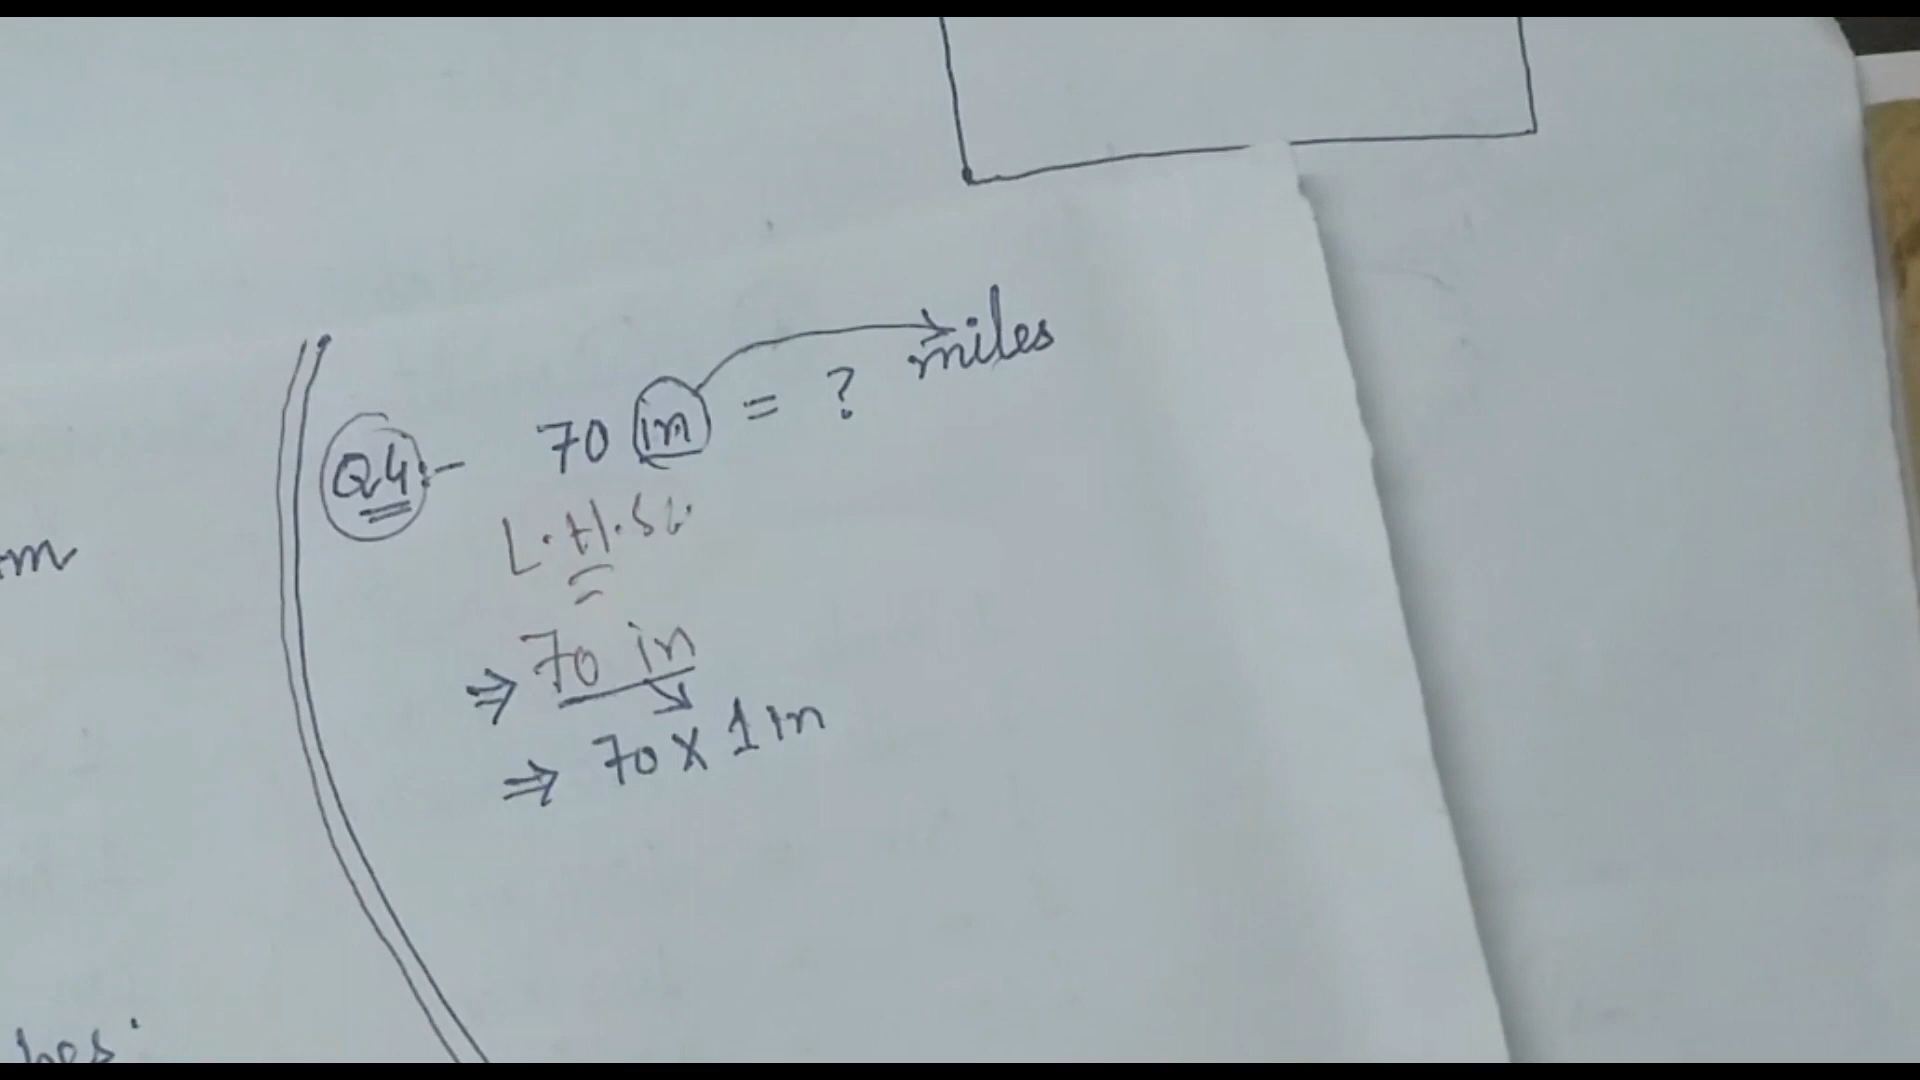 Q4:- 70 in = ? miles
L.H.S.
⇒ 70 in
⇒ 70 x 1 in